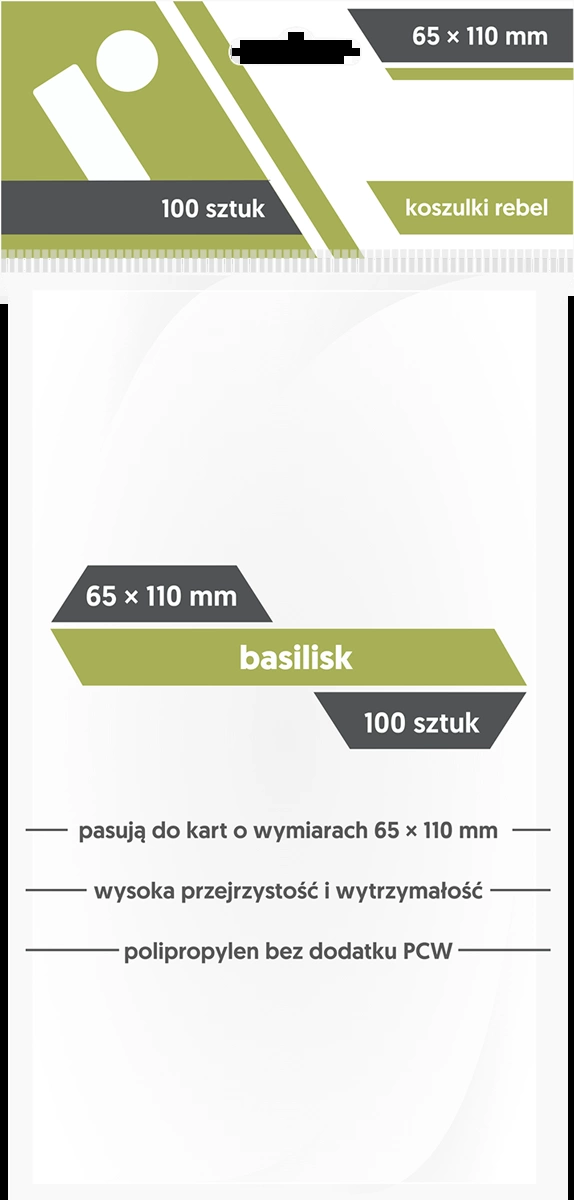 65 × 110 mm
100 sztuk
koszulki rebel
65 × 110 mm
basilisk
100 sztuk
pasują do kart o wymiarach 65 × 110 mm
wysoka przejrzystość i wytrzymałość
polipropylen bez dodatku PCW